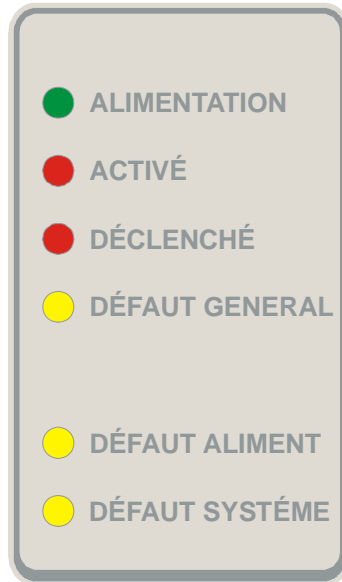 ALIMENTATION
ACTIVÉ
DÉCLENCHÉ
DÉFAUT GENERAL
DÉFAUT ALIMENT
DÉFAUT SYSTÉME